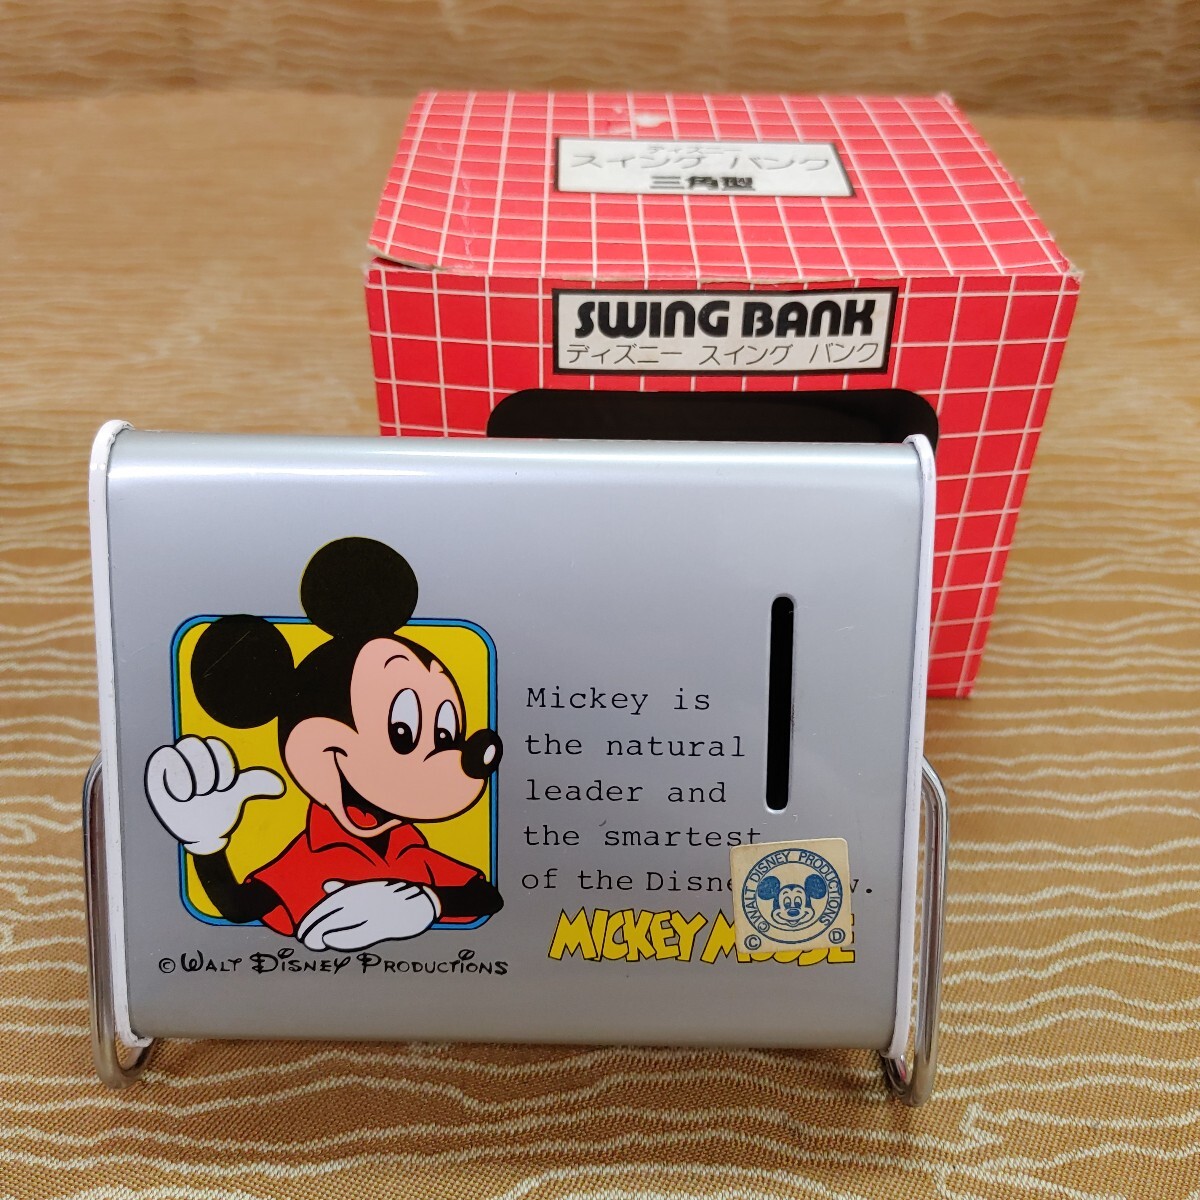 ディズニー
スイング バンク
三角型
SWING BANK
ディズニー スイング バンク
Mickey is
the natural
leader and
the smartest
of the
MICKEY
© WALT DISNEY PRODUCTIONS
© WALT DISNEY PRODUCTIONS
© D